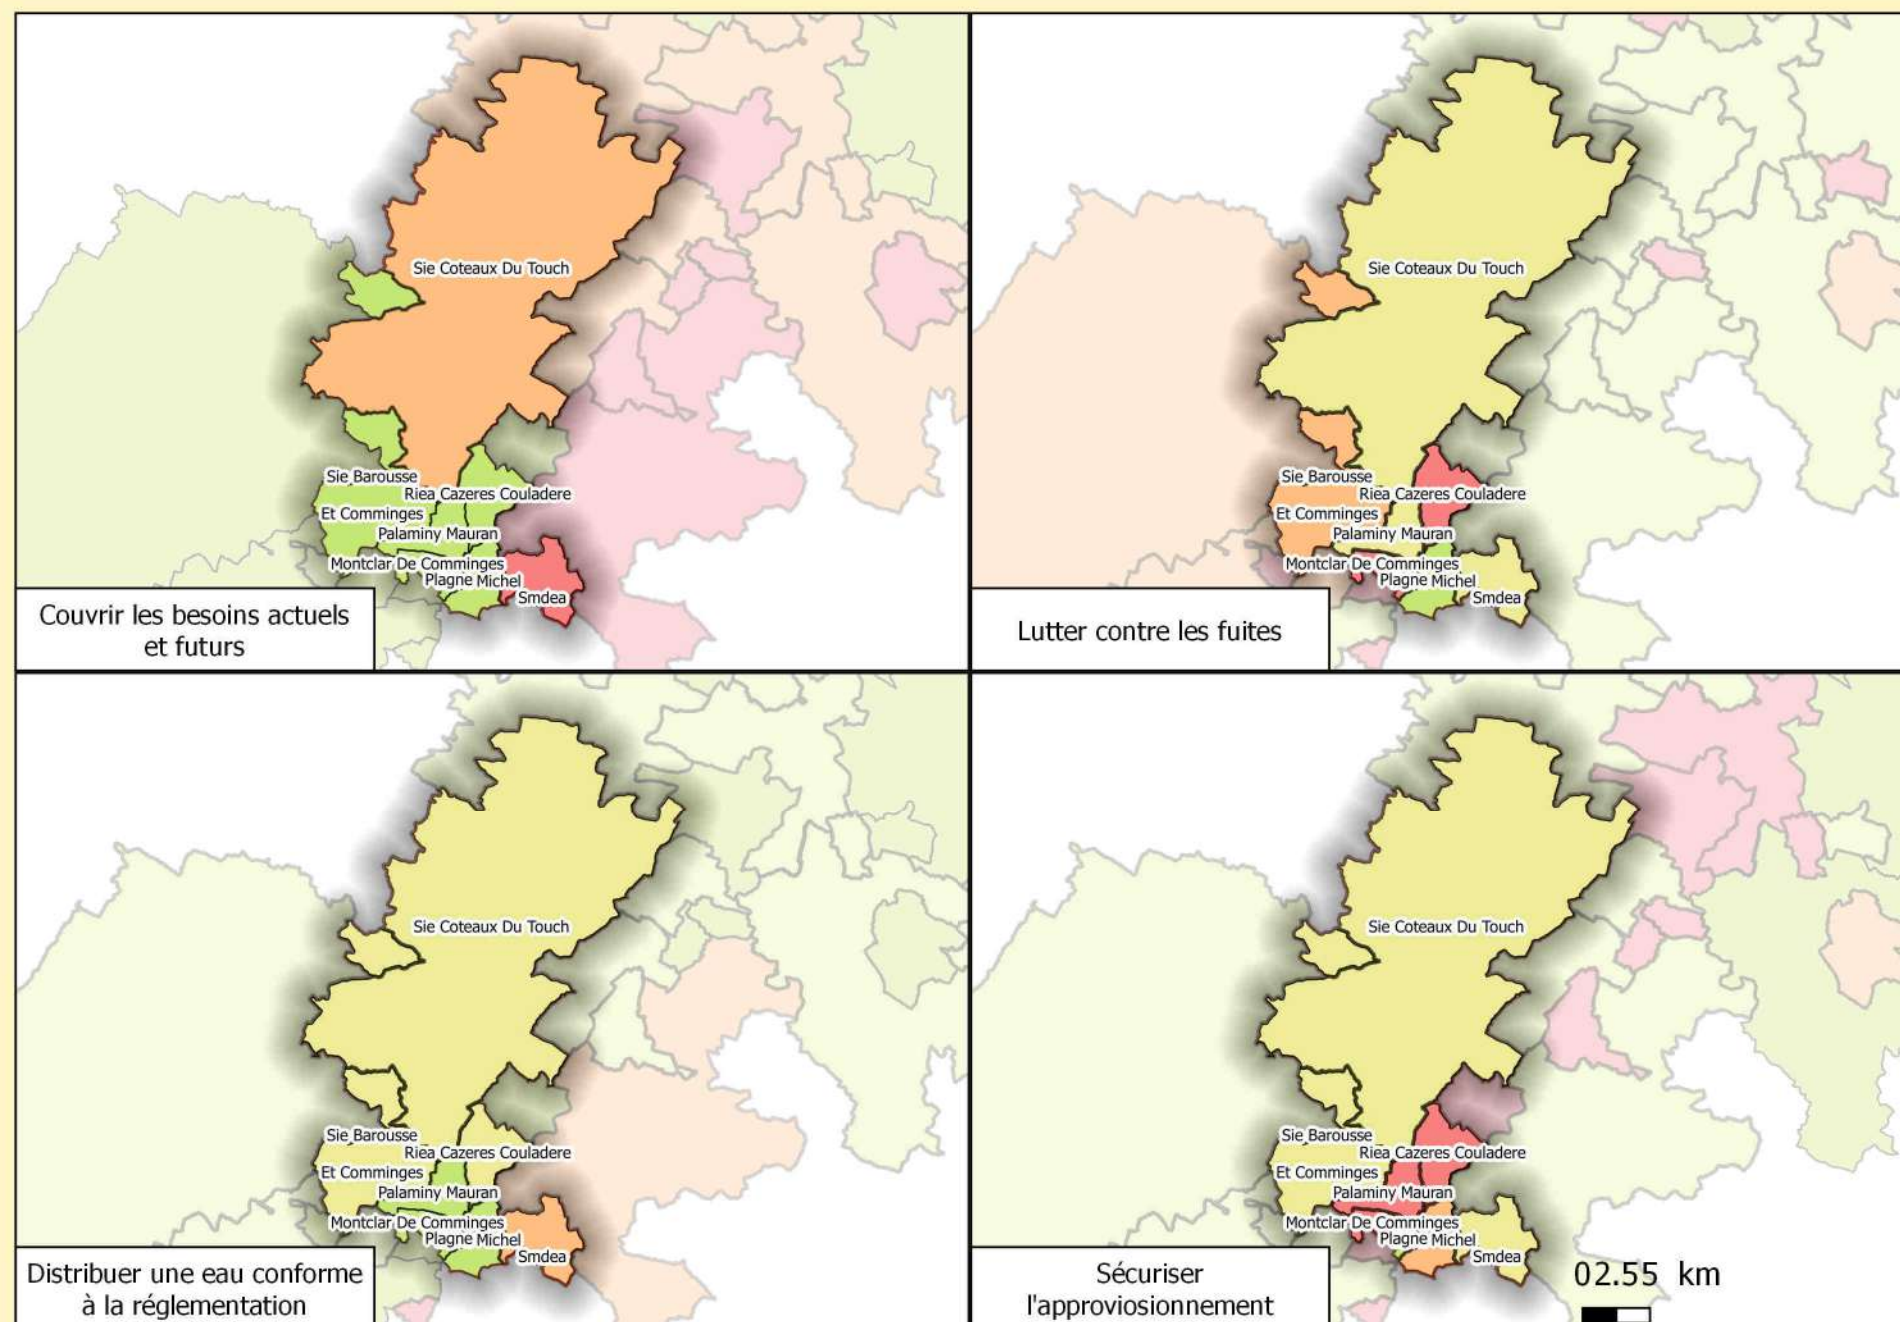 Sie Coteaux Du Touch
Sie Barousse
Riea Cazeres Couladere
Et Comminges
Palaminy Mauran
Montclar De Comminges
Plagne Michel
Smdea
Couvrir les besoins actuels
et futurs
Sie Coteaux Du Touch
Sie Barousse
Riea Cazeres Couladere
Et Comminges
Palaminy Mauran
Montclar De Comminges
Plagne Michel
Smdea
Lutter contre les fuites
Sie Coteaux Du Touch
Sie Barousse
Riea Cazeres Couladere
Et Comminges
Palaminy Mauran
Montclar De Comminges
Plagne Michel
Smdea
Distribuer une eau conforme
à la réglementation
Sie Coteaux Du Touch
Sie Barousse
Riea Cazeres Couladere
Et Comminges
Palaminy Mauran
Montclar De Comminges
Plagne Michel
Smdea
Sécuriser
l'approviosionnement
02.55 km